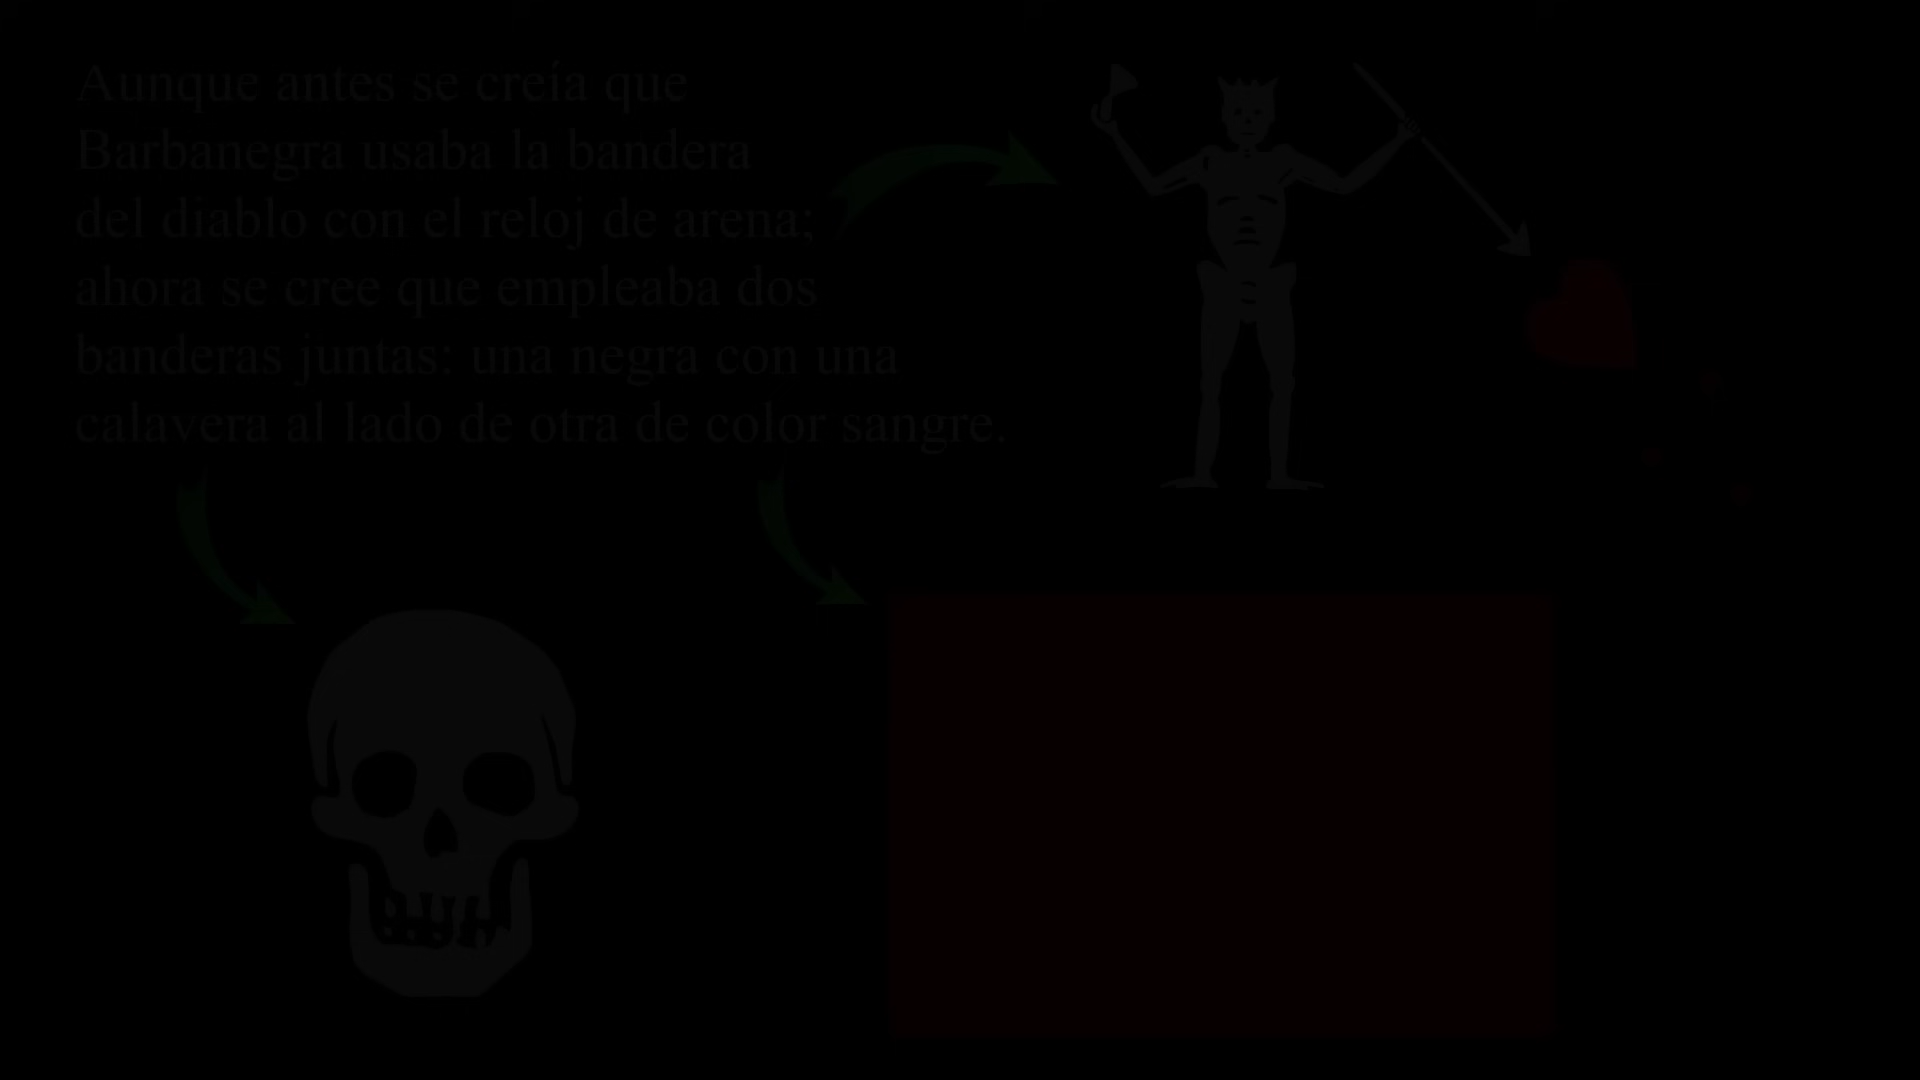 Aunque antes se creía que
Barbanegra usaba la bandera
del diablo con el reloj de arena;
ahora se cree que empleaba dos
banderas juntas: una negra con una
calavera al lado de otra de color sangre.